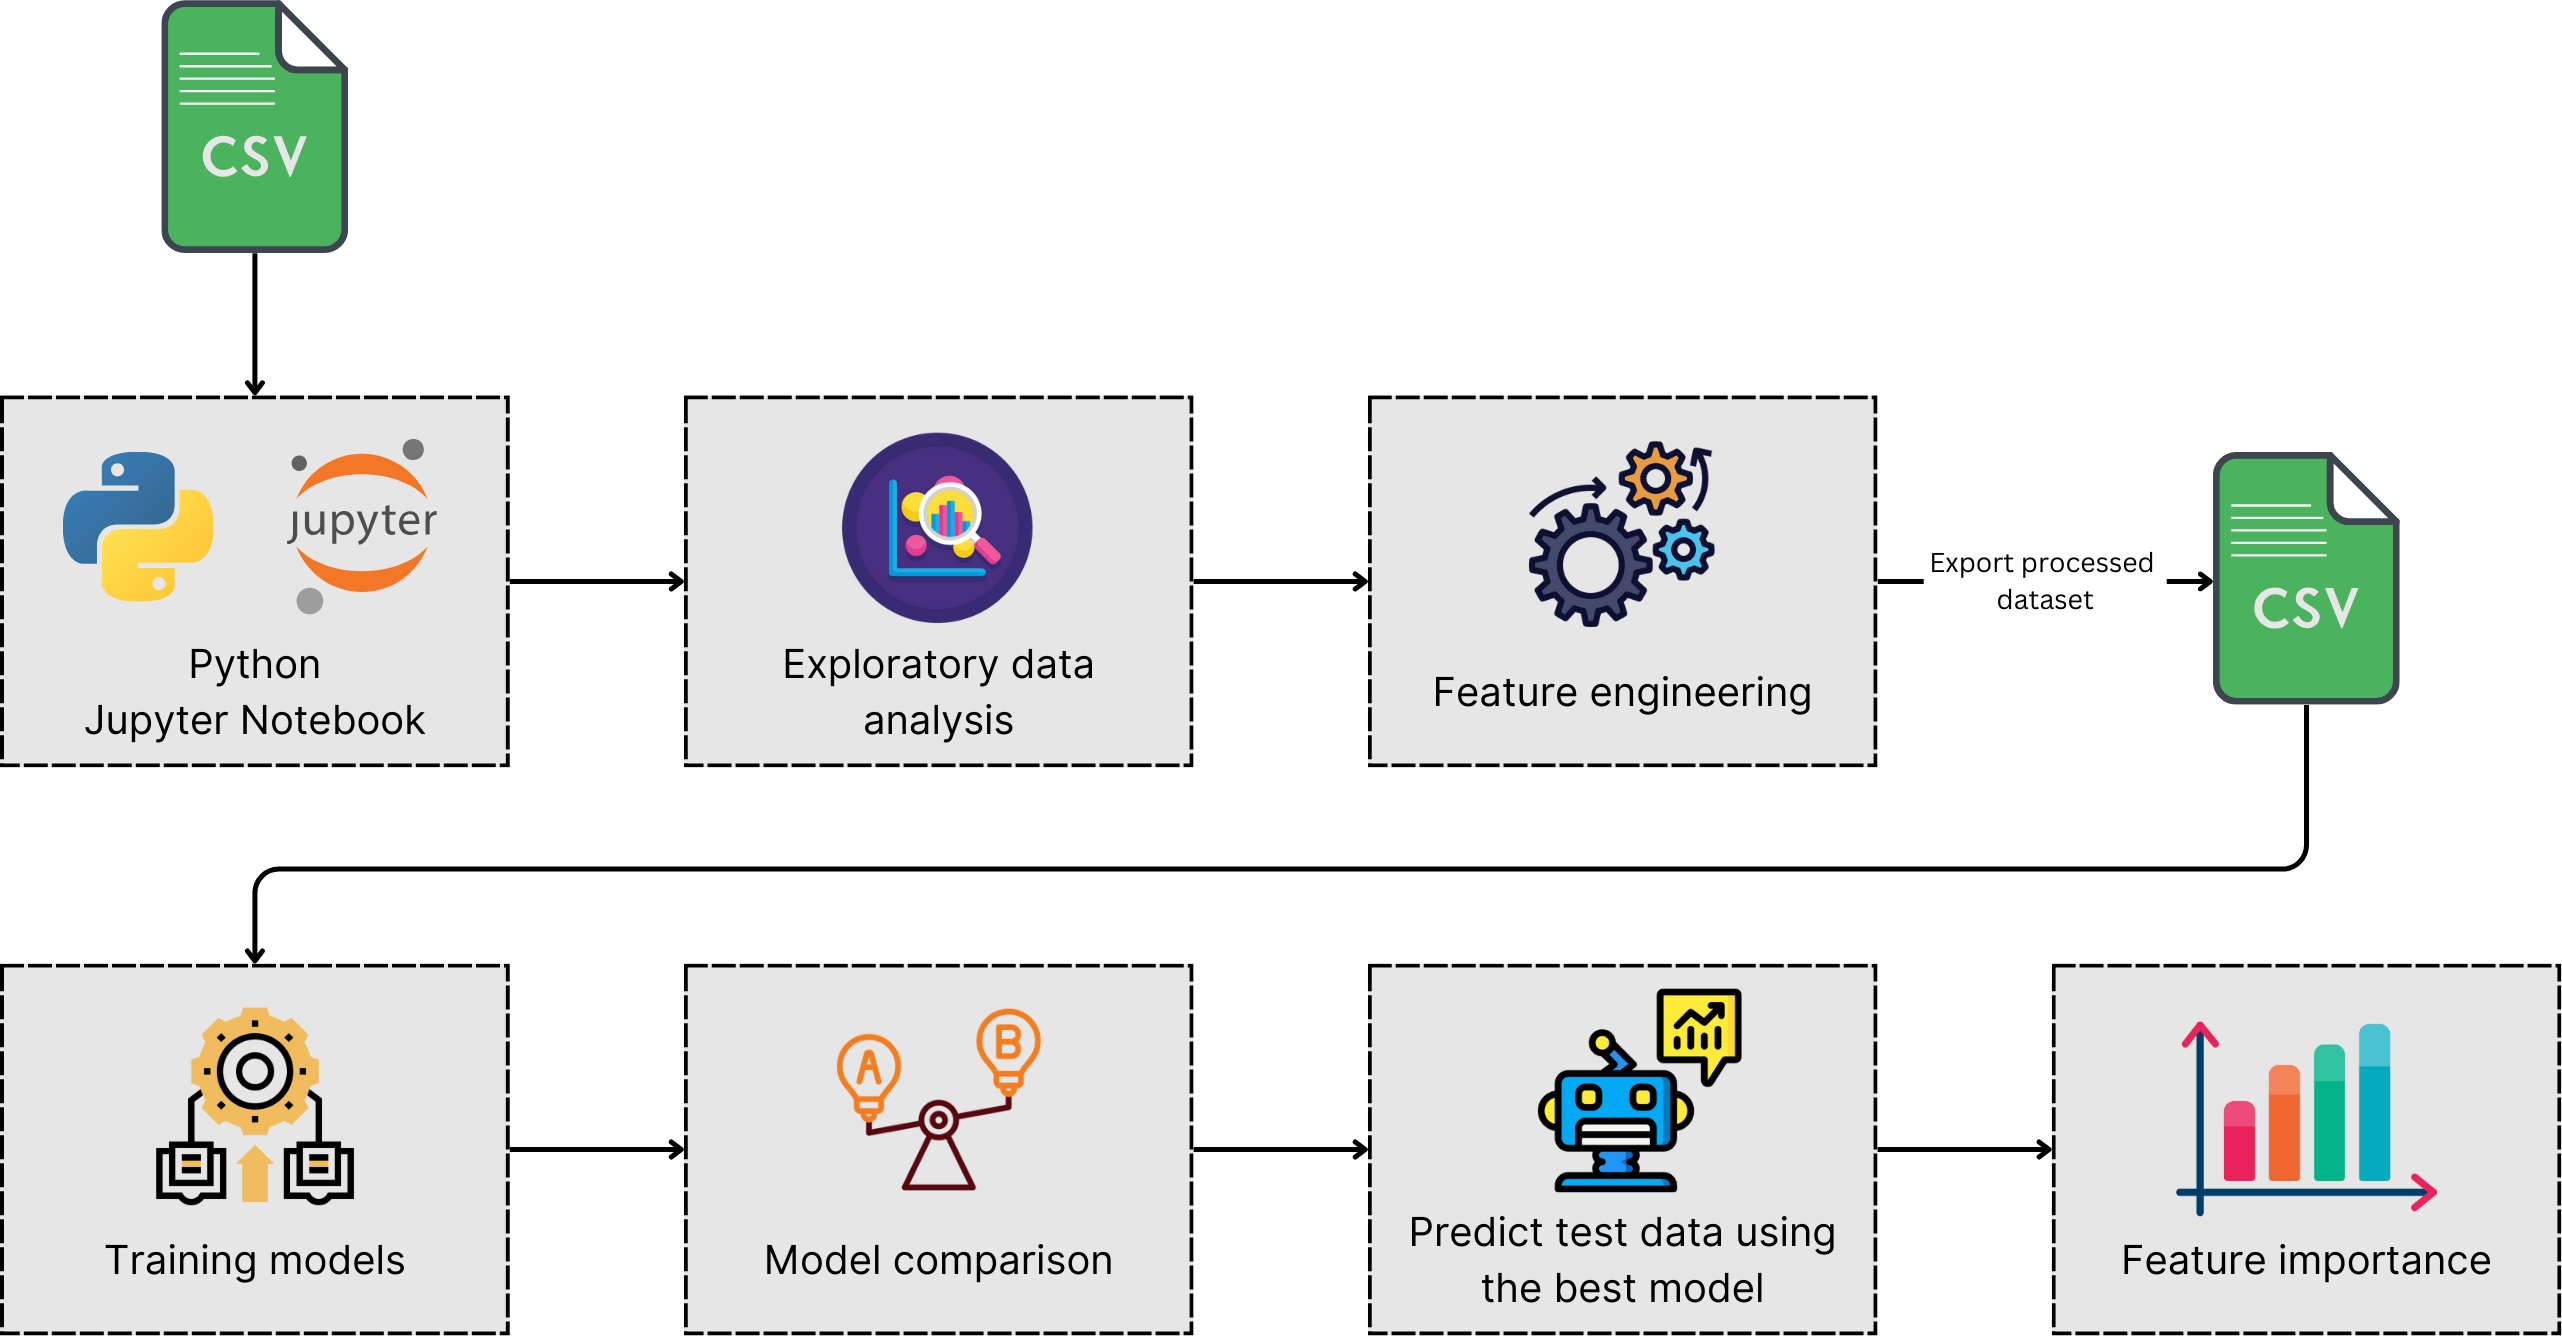 CSV
Jupyter
Python
Jupyter Notebook
Exploratory data
analysis
Feature engineering
Export processed
dataset
CSV
Training models
A
B
Model comparison
Predict test data using
the best model
Feature importance